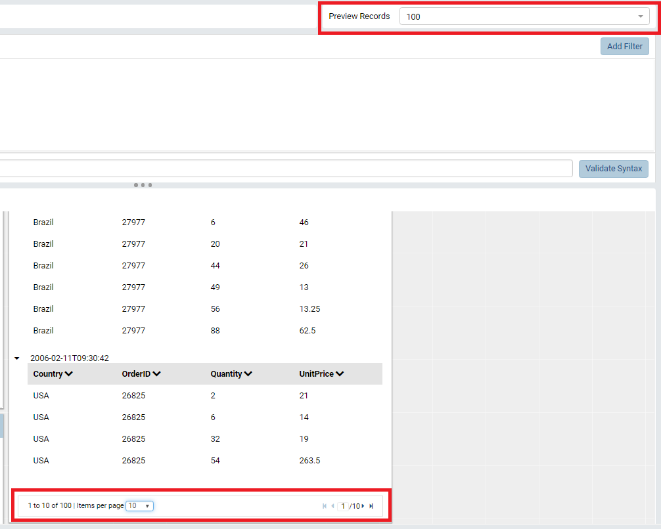 Preview Records 100
Add Filter
Validate Syntax
Brazil 27977 6 46
Brazil 27977 20 21
Brazil 27977 44 26
Brazil 27977 49 13
Brazil 27977 56 13.25
Brazil 27977 88 62.5
2006-02-11T09:30:42
Country OrderID Quantity UnitPrice
USA 26825 2 21
USA 26825 6 14
USA 26825 32 19
USA 26825 54 263.5
1 to 10 of 100 | Items per page 10 1 /10